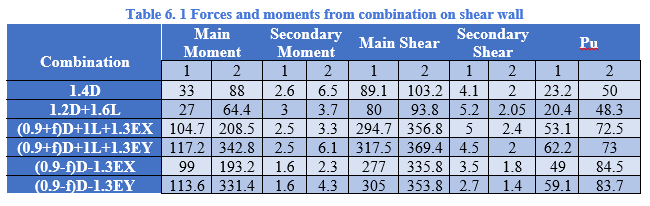 Table 6. 1 Forces and moments from combination on shear wall
Combination Main Moment Secondary Moment Main Shear Secondary Shear Pu
1 2 1 2 1 2 1 2 1 2
1.4D 33 88 2.6 6.5 89.1 103.2 4.1 2 23.2 50
1.2D+1.6L 27 64.4 3 3.7 80 93.8 5.2 2.05 20.4 48.3
(0.9+f)D+1L+1.3EX 104.7 208.5 2.5 3.3 294.7 356.8 5 2.4 53.1 72.5
(0.9+f)D+1L+1.3EY 117.2 342.8 2.5 6.1 317.5 369.4 4.5 2 62.2 73
(0.9-f)D-1.3EX 99 193.2 1.6 2.3 277 335.8 3.5 1.8 49 84.5
(0.9-f)D-1.3EY 113.6 331.4 1.6 4.3 305 353.8 2.7 1.4 59.1 83.7